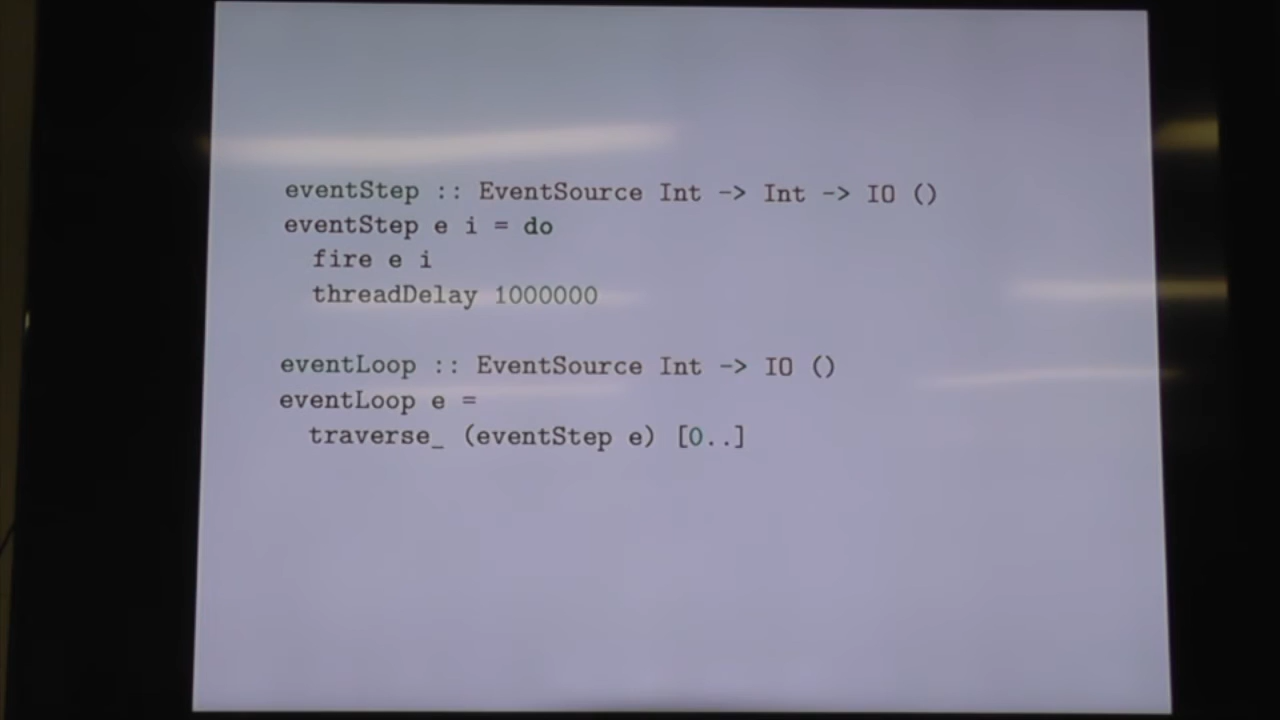 eventStep :: EventSource Int -> Int -> IO ()
eventStep e i = do
fire e i
threadDelay 1000000
eventLoop :: EventSource Int -> IO ()
eventLoop e =
traverse_ (eventStep e) [0..]